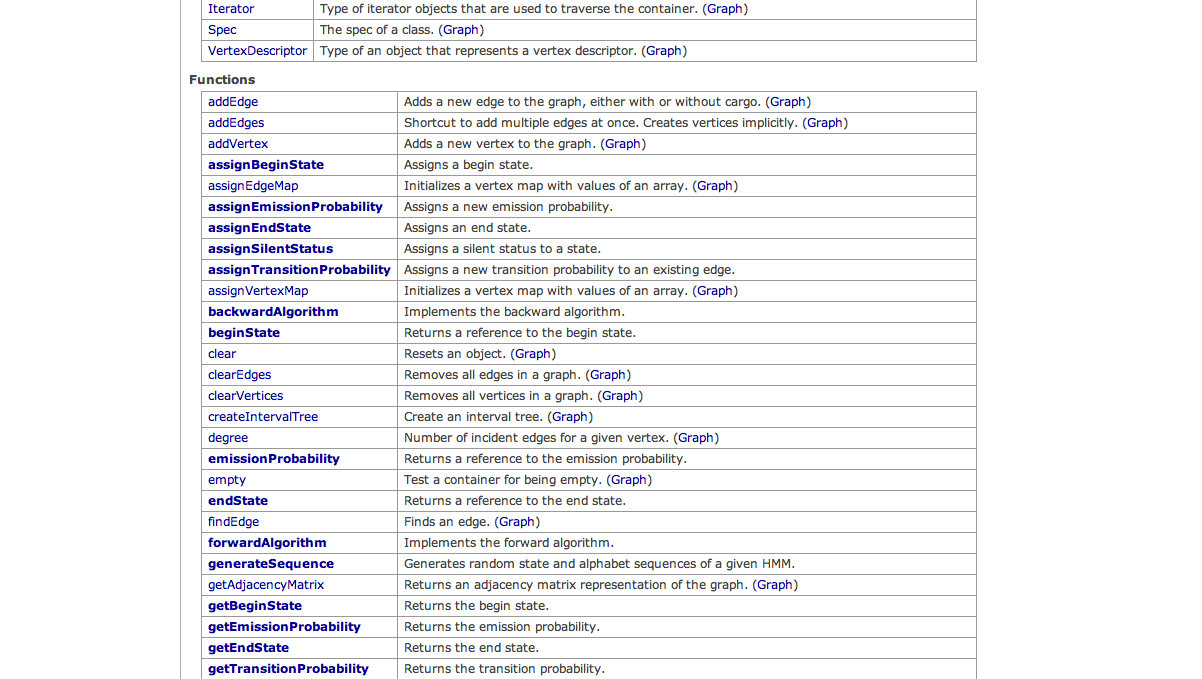 Iterator Type of iterator objects that are used to traverse the container. (Graph)
Spec The spec of a class. (Graph)
VertexDescriptor Type of an object that represents a vertex descriptor. (Graph)
Functions
addEdge Adds a new edge to the graph, either with or without cargo. (Graph)
addEdges Shortcut to add multiple edges at once. Creates vertices implicitly. (Graph)
addVertex Adds a new vertex to the graph. (Graph)
assignBeginState Assigns a begin state.
assignEdgeMap Initializes a vertex map with values of an array. (Graph)
assignEmissionProbability Assigns a new emission probability.
assignEndState Assigns an end state.
assignSilentStatus Assigns a silent status to a state.
assignTransitionProbability Assigns a new transition probability to an existing edge.
assignVertexMap Initializes a vertex map with values of an array. (Graph)
backwardAlgorithm Implements the backward algorithm.
beginState Returns a reference to the begin state.
clear Resets an object. (Graph)
clearEdges Removes all edges in a graph. (Graph)
clearVertices Removes all vertices in a graph. (Graph)
createIntervalTree Create an interval tree. (Graph)
degree Number of incident edges for a given vertex. (Graph)
emissionProbability Returns a reference to the emission probability.
empty Test a container for being empty. (Graph)
endState Returns a reference to the end state.
findEdge Finds an edge. (Graph)
forwardAlgorithm Implements the forward algorithm.
generateSequence Generates random state and alphabet sequences of a given HMM.
getAdjacencyMatrix Returns an adjacency matrix representation of the graph. (Graph)
getBeginState Returns the begin state.
getEmissionProbability Returns the emission probability.
getEndState Returns the end state.
getTransitionProbability Returns the transition probability.